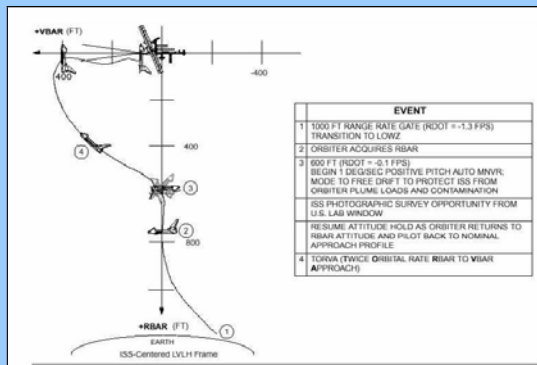 +VBAR (FT)
400
-400
400
4
3
2
800
+RBAR (FT)
1
EARTH
ISS-Centered LVLH Frame
EVENT
1 1000 FT RANGE RATE GATE (RDOT = -1.3 FPS)
TRANSITION TO LOWZ
2 ORBITER ACQUIRES RBAR
3 600 FT (RDOT = -0.1 FPS)
BEGIN 1 DEG/SEC POSITIVE PITCH AUTO MNVR;
MODE TO FREE DRIFT TO PROTECT ISS FROM
ORBITER PLUME LOADS AND CONTAMINATION
ISS PHOTOGRAPHIC SURVEY OPPORTUNITY FROM
U.S. LAB WINDOW
RESUME ATTITUDE HOLD AS ORBITER RETURNS TO
RBAR ATTITUDE AND PILOT BACK TO NOMINAL
APPROACH PROFILE
4 TORVA (TWICE ORBITAL RATE RBAR TO VBAR
APPROACH)